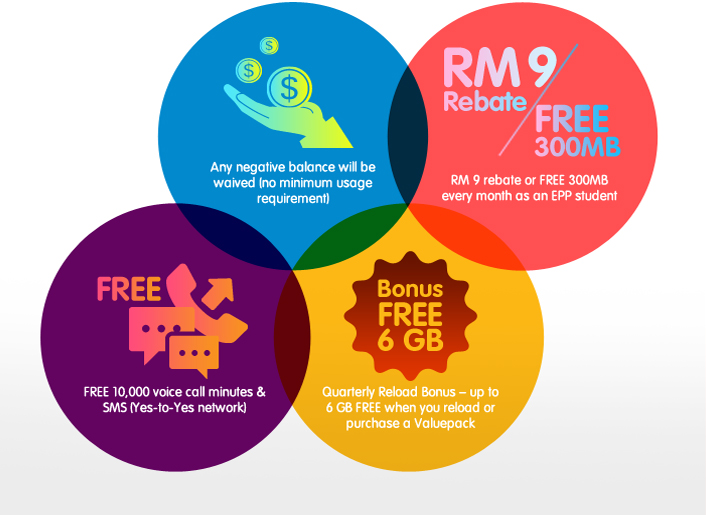 $
$
$
Any negative balance will be
waived (no minimum usage
requirement)
RM 9
Rebate
FREE
300MB
RM 9 rebate or FREE 300MB
every month as an EPP student
FREE
FREE 10,000 voice call minutes &
SMS (Yes-to-Yes network)
Bonus
FREE
6 GB
Quarterly Reload Bonus – up to
6 GB FREE when you reload or
purchase a Valuepack